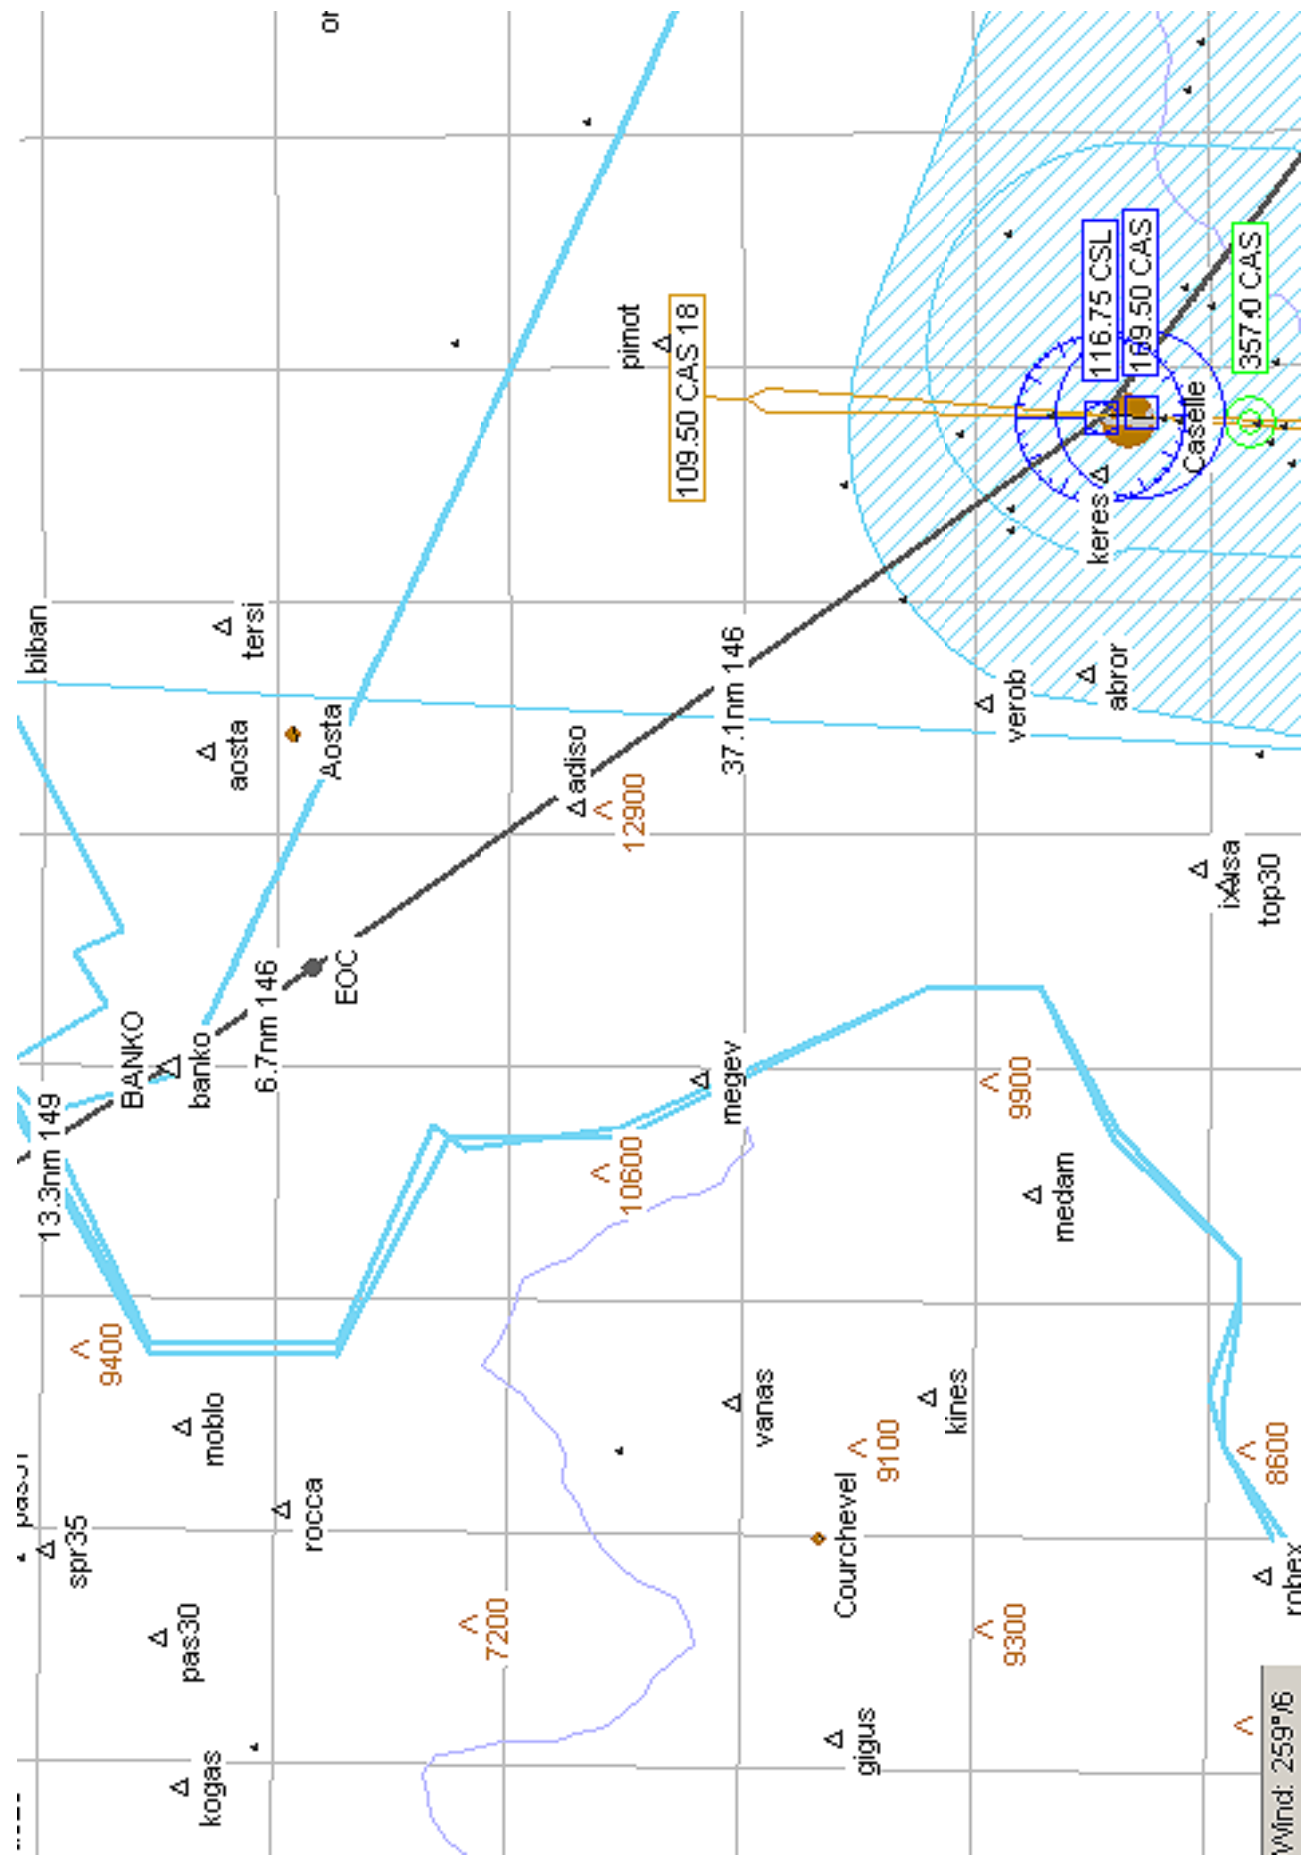 or
biban
tersi
aosta
Aosta
pimot
109.50 CAS 18
116.75 CSL
109.50 CAS
357.0 CAS
Caselle
keres
abror
verob
37.1nm 146
adiso
12900
EOC
6.7nm 146
BANKO
banko
13.3nm 149
megev
10600
9900
medam
top30
9400
moblo
rocca
spr35
pas30
kogas
7200
vanas
9100
kines
Courchevel
9300
gigus
8600
robex
Wind: 259°/6